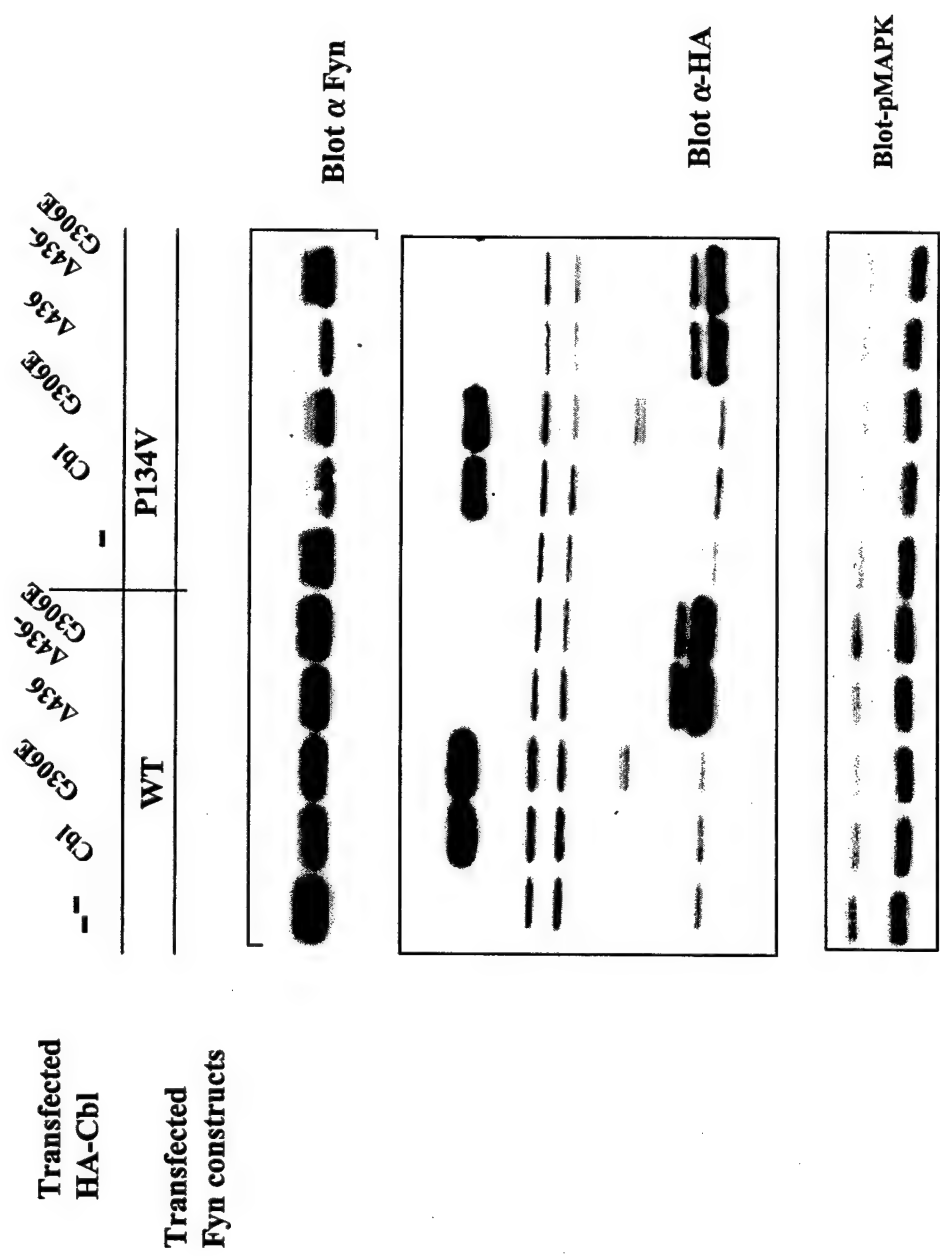 Transfected
HA-Cbl
– Cbl G306E Δ436 Δ436- G306E – Cbl G306E Δ436 Δ436- G306E
Transfected
Fyn constructs
WT P134V
Blot α Fyn
Blot α-HA
Blot-pMAPK